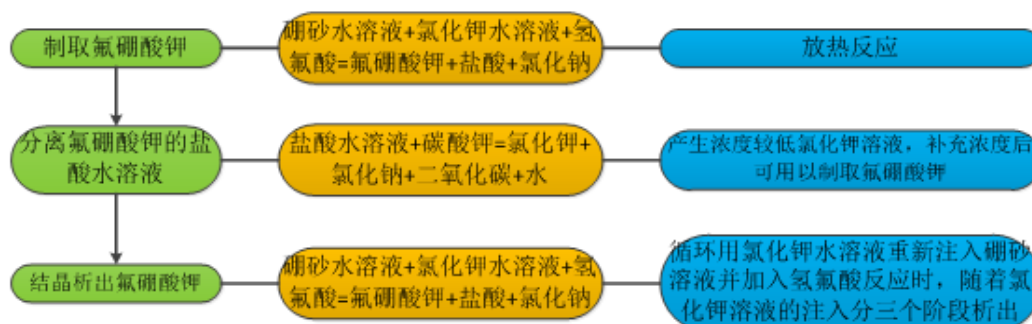 制取氟硼酸钾
硼砂水溶液+氯化钾水溶液+氢
氟酸=氟硼酸钾+盐酸+氯化钠
放热反应
分离氟硼酸钾的盐
酸水溶液
盐酸水溶液+碳酸钾=氯化钾+
氯化钠+二氧化碳+水
产生浓度较低氯化钾溶液，补充浓度后
可用以制取氟硼酸钾
结晶析出氟硼酸钾
硼砂水溶液+氯化钾水溶液+氢
氟酸=氟硼酸钾+盐酸+氯化钠
循环用氯化钾水溶液重新注入硼砂
溶液并加入氢氟酸反应时，随着氯
化钾溶液的注入分三个阶段析出